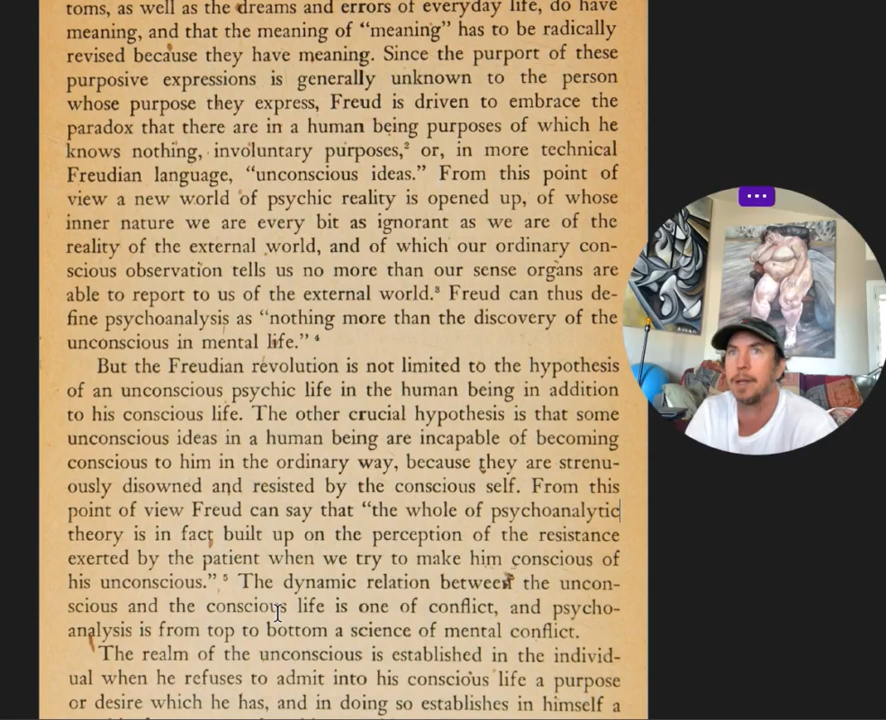 toms, as well as the dreams and errors of everyday life, do have
meaning, and that the meaning of “meaning” has to be radically
revised because they have meaning. Since the purport of these
purposive expressions is generally unknown to the person
whose purpose they express, Freud is driven to embrace the
paradox that there are in a human being purposes of which he
knows nothing, involuntary purposes,² or, in more technical
Freudian language, “unconscious ideas.” From this point of
view a new world of psychic reality is opened up, of whose
inner nature we are every bit as ignorant as we are of the
reality of the external world, and of which our ordinary con-
scious observation tells us no more than our sense organs are
able to report to us of the external world.³ Freud can thus de-
fine psychoanalysis as “nothing more than the discovery of the
unconscious in mental life.” ⁴
But the Freudian revolution is not limited to the hypothesis
of an unconscious psychic life in the human being in addition
to his conscious life. The other crucial hypothesis is that some
unconscious ideas in a human being are incapable of becoming
conscious to him in the ordinary way, because they are strenu-
ously disowned and resisted by the conscious self. From this
point of view Freud can say that “the whole of psychoanalytic
theory is in fact built up on the perception of the resistance
exerted by the patient when we try to make him conscious of
his unconscious.” ⁵ The dynamic relation between the uncon-
scious and the conscious life is one of conflict, and psycho-
analysis is from top to bottom a science of mental conflict.
The realm of the unconscious is established in the individ-
ual when he refuses to admit into his conscious life a purpose
or desire which he has, and in doing so establishes in himself a